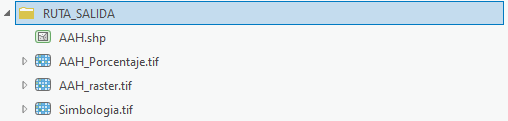 RUTA_SALIDA
AAH.shp
AAH_Porcentaje.tif
AAH_raster.tif
Simbologia.tif